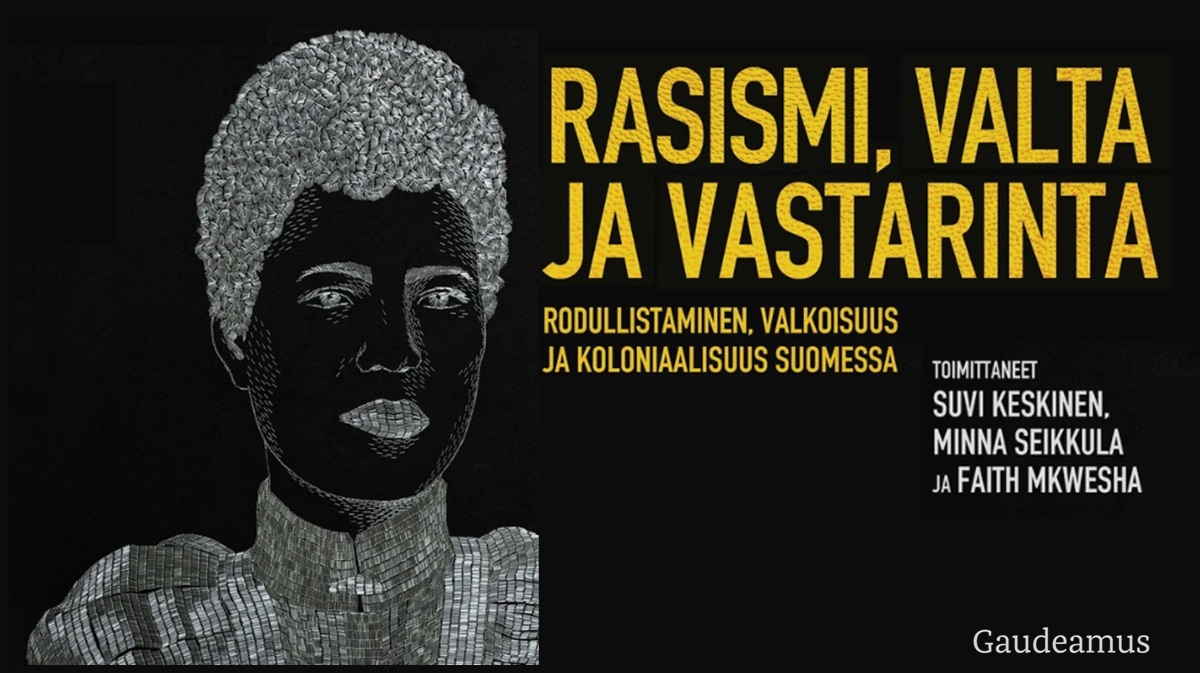 RASISMI, VALTA
JA VASTARINTA
RODULLISTAMINEN, VALKOISUUS
JA KOLONIAALISUUS SUOMESSA
TOIMITTANEET
SUVI KESKINEN,
MINNA SEIKKULA
JA FAITH MKWESHA
Gaudeamus